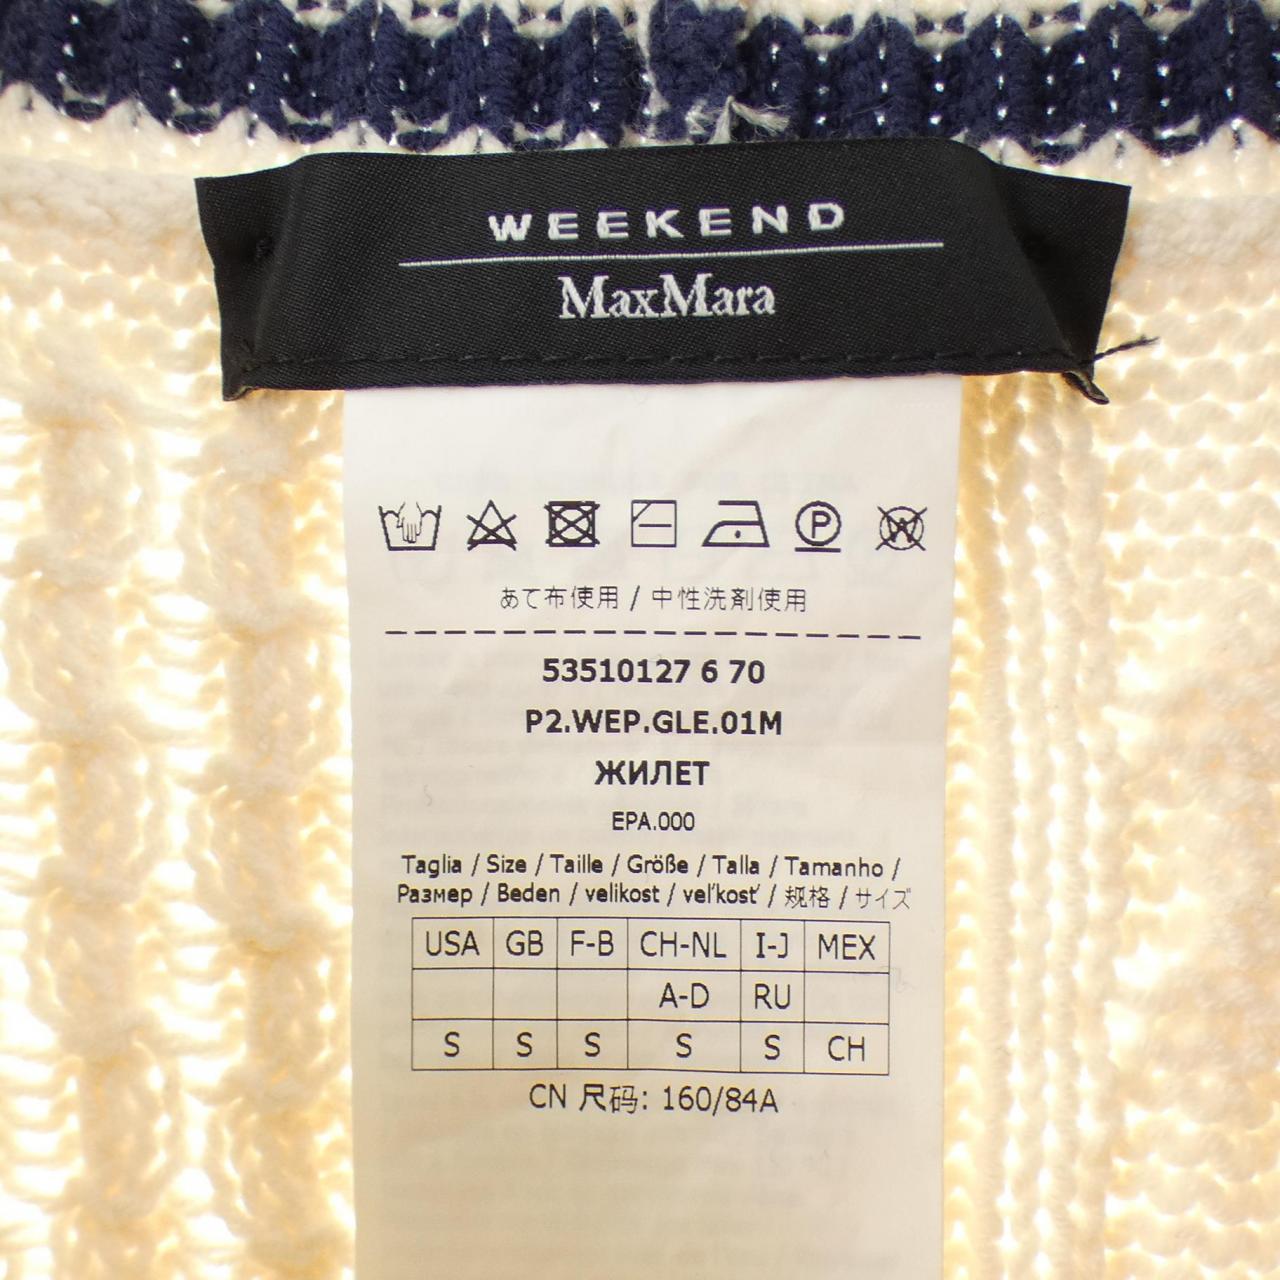 WEEKEND
MaxMara
あて布使用 / 中性洗剤使用
53510127 6 70
P2.WEP.GLE.01M
ЖИЛЕТ
EPA.000
Taglia / Size / Taille / Größe / Talla / Tamanho /
Размер / Beden / velikost / veľkosť / 规格 / サイズ
USA GB F-B CH-NL I-J MEX
A-D RU
S S S S S CH
CN 尺码: 160/84A